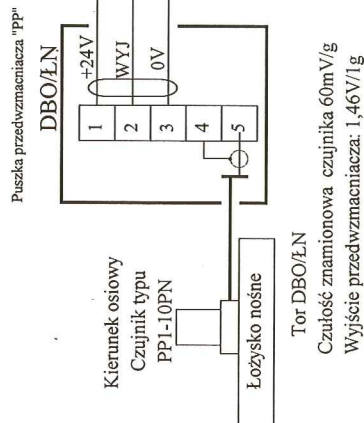 Puszka przedwzmacniacza "PP"
DBO/ŁN
+24V
WYJ
0V
1
2
3
4
5
Kierunek osiowy
Czujnik typu
PP1-10PN
Łożysko nośne
Tor DBO/ŁN
Czułość znamionowa czujnika 60mV/g
Wyjście przedwzmacniacza: 1,46V/1g